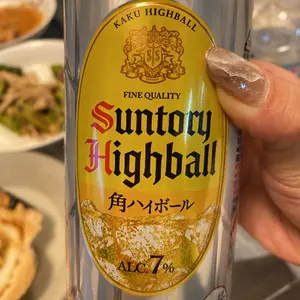 KAKU HIGHBALL
FINE QUALITY
Suntory
Highball
角ハイボール
ALC.7%